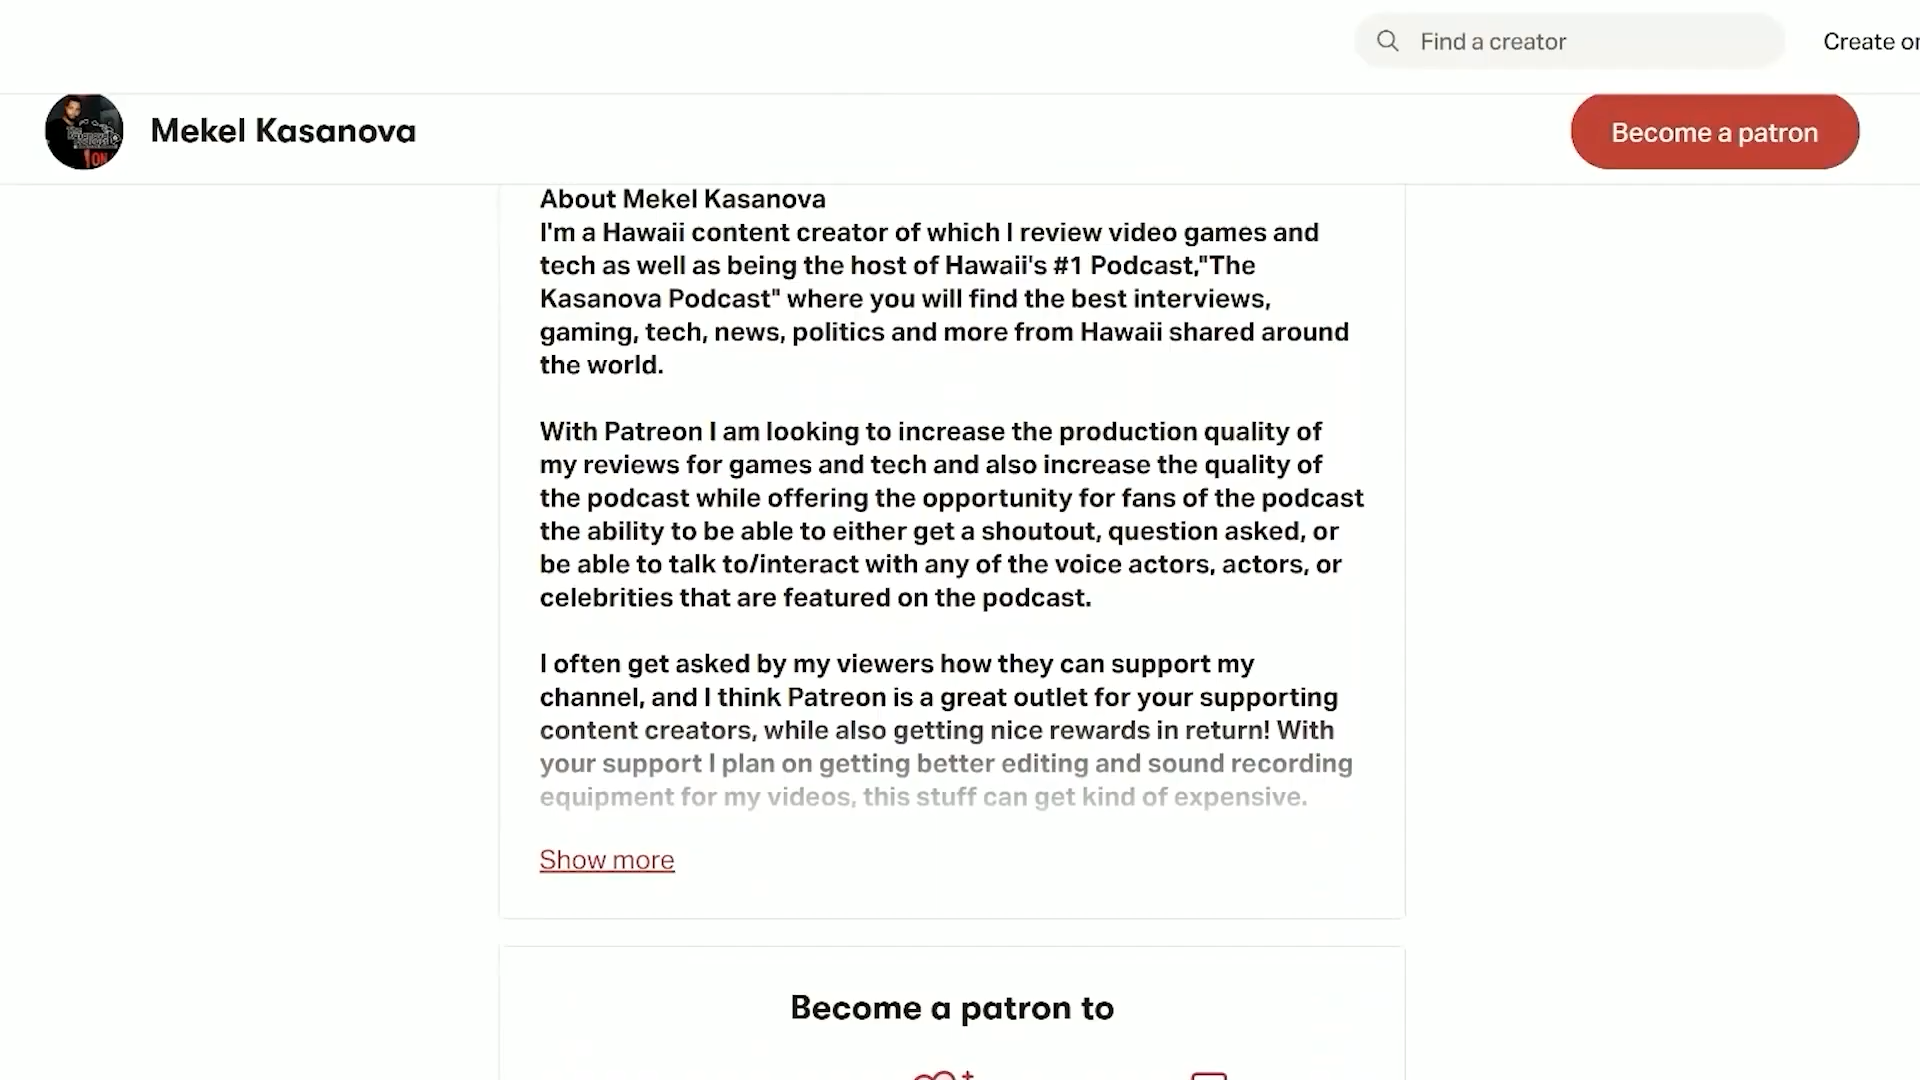 Find a creator
Create or
Mekel Kasanova
ON
Become a patron
About Mekel Kasanova
I'm a Hawaii content creator of which I review video games and
tech as well as being the host of Hawaii's #1 Podcast,"The
Kasanova Podcast" where you will find the best interviews,
gaming, tech, news, politics and more from Hawaii shared around
the world.
With Patreon I am looking to increase the production quality of
my reviews for games and tech and also increase the quality of
the podcast while offering the opportunity for fans of the podcast
the ability to be able to either get a shoutout, question asked, or
be able to talk to/interact with any of the voice actors, actors, or
celebrities that are featured on the podcast.
I often get asked by my viewers how they can support my
channel, and I think Patreon is a great outlet for your supporting
content creators, while also getting nice rewards in return! With
your support I plan on getting better editing and sound recording
equipment for my videos, this stuff can get kind of expensive.
Show more
Become a patron to